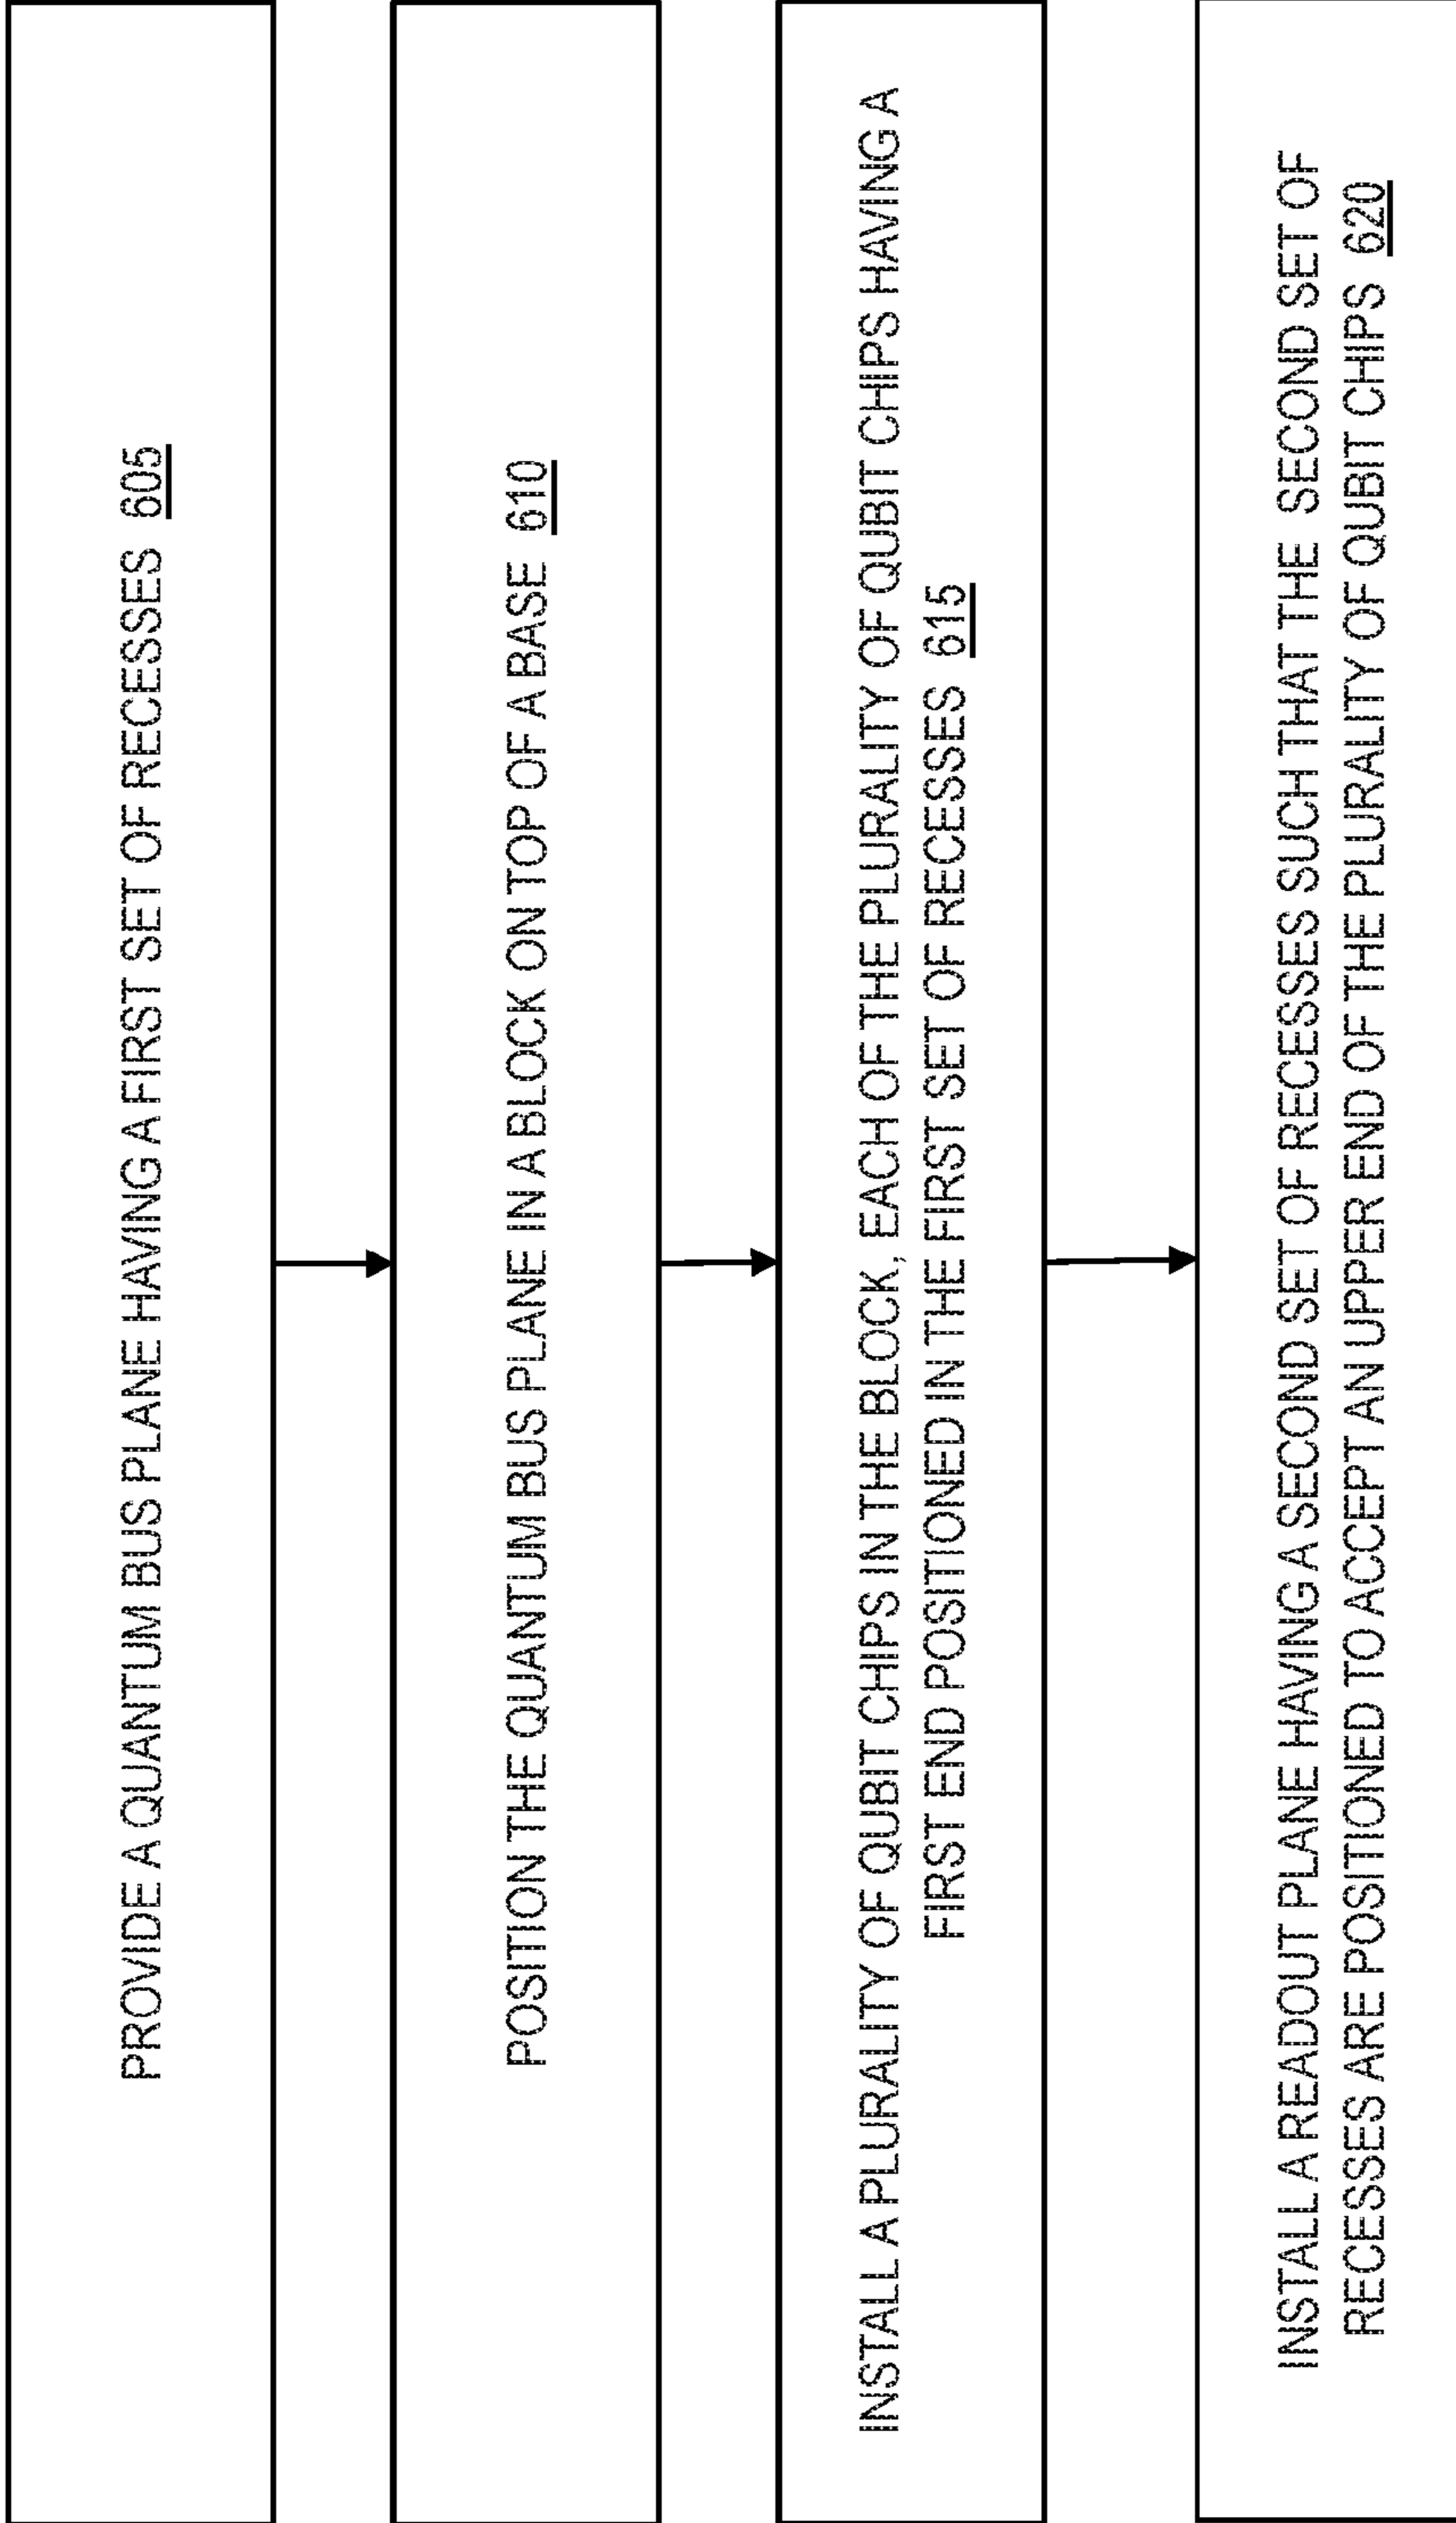 PROVIDE A QUANTUM BUS PLANE HAVING A FIRST SET OF RECESSES 605
POSITION THE QUANTUM BUS PLANE IN A BLOCK ON TOP OF A BASE 610
INSTALL A PLURALITY OF QUBIT CHIPS IN THE BLOCK, EACH OF THE PLURALITY OF QUBIT CHIPS HAVING A
FIRST END POSITIONED IN THE FIRST SET OF RECESSES 615
INSTALL A READOUT PLANE HAVING A SECOND SET OF RECESSES SUCH THAT THE SECOND SET OF
RECESSES ARE POSITIONED TO ACCEPT AN UPPER END OF THE PLURALITY OF QUBIT CHIPS 620